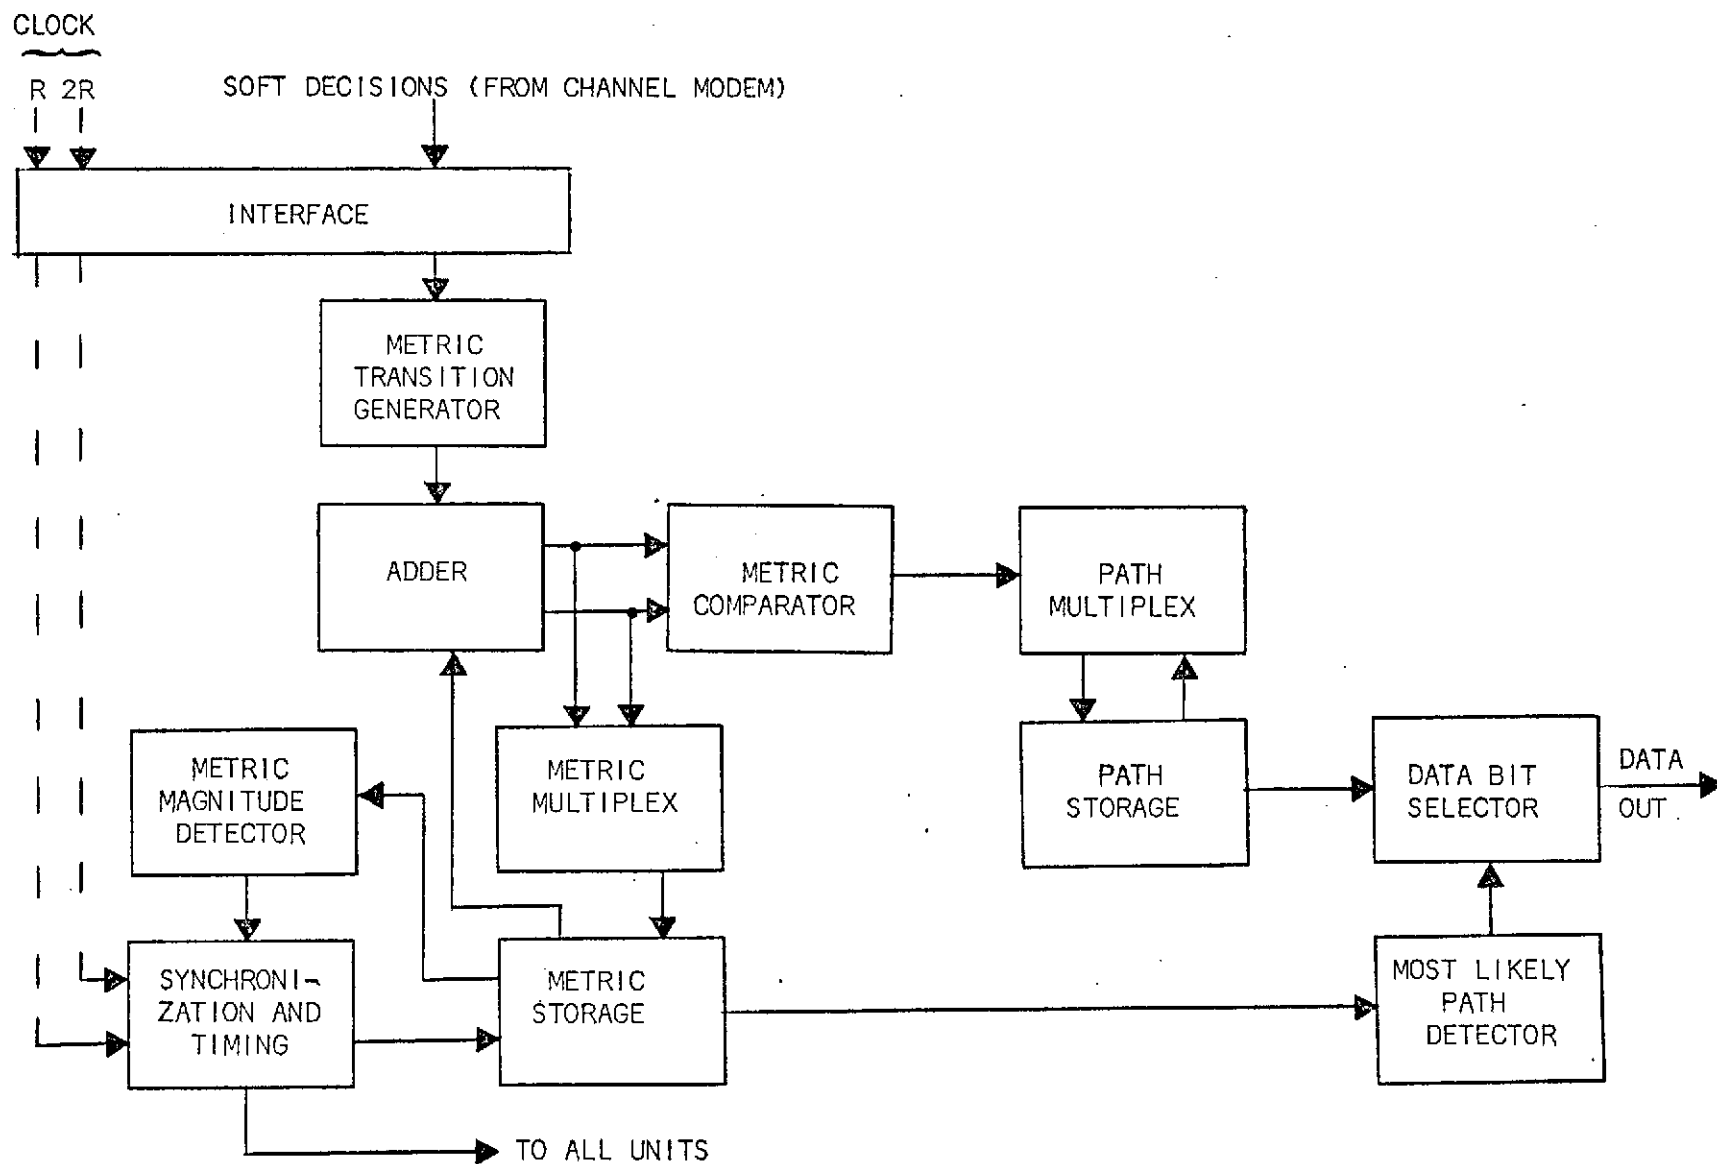 CLOCK
R 2R
SOFT DECISIONS (FROM CHANNEL MODEM)
INTERFACE
METRIC
TRANSITION
GENERATOR
ADDER
METRIC
COMPARATOR
PATH
MULTIPLEX
METRIC
MAGNITUDE
DETECTOR
METRIC
MULTIPLEX
PATH
STORAGE
DATA BIT
SELECTOR
DATA
OUT
SYNCHRONI-
ZATION AND
TIMING
METRIC
STORAGE
MOST LIKELY
PATH
DETECTOR
TO ALL UNITS